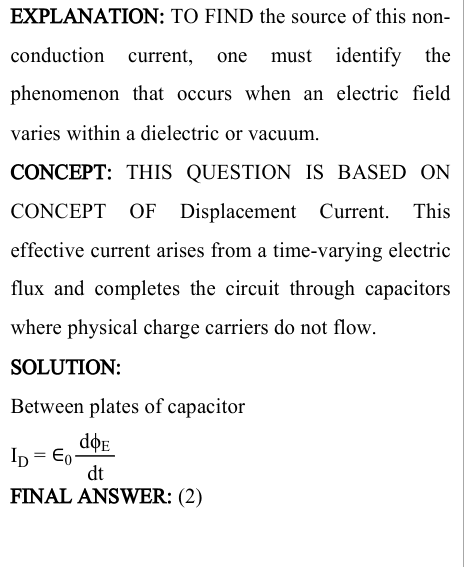 EXPLANATION: TO FIND the source of this non-
conduction current, one must identify the
phenomenon that occurs when an electric field
varies within a dielectric or vacuum.
CONCEPT: THIS QUESTION IS BASED ON
CONCEPT OF Displacement Current. This
effective current arises from a time-varying electric
flux and completes the circuit through capacitors
where physical charge carriers do not flow.
SOLUTION:
Between plates of capacitor
I_D = ∈₀ dϕ_E/dt
FINAL ANSWER: (2)